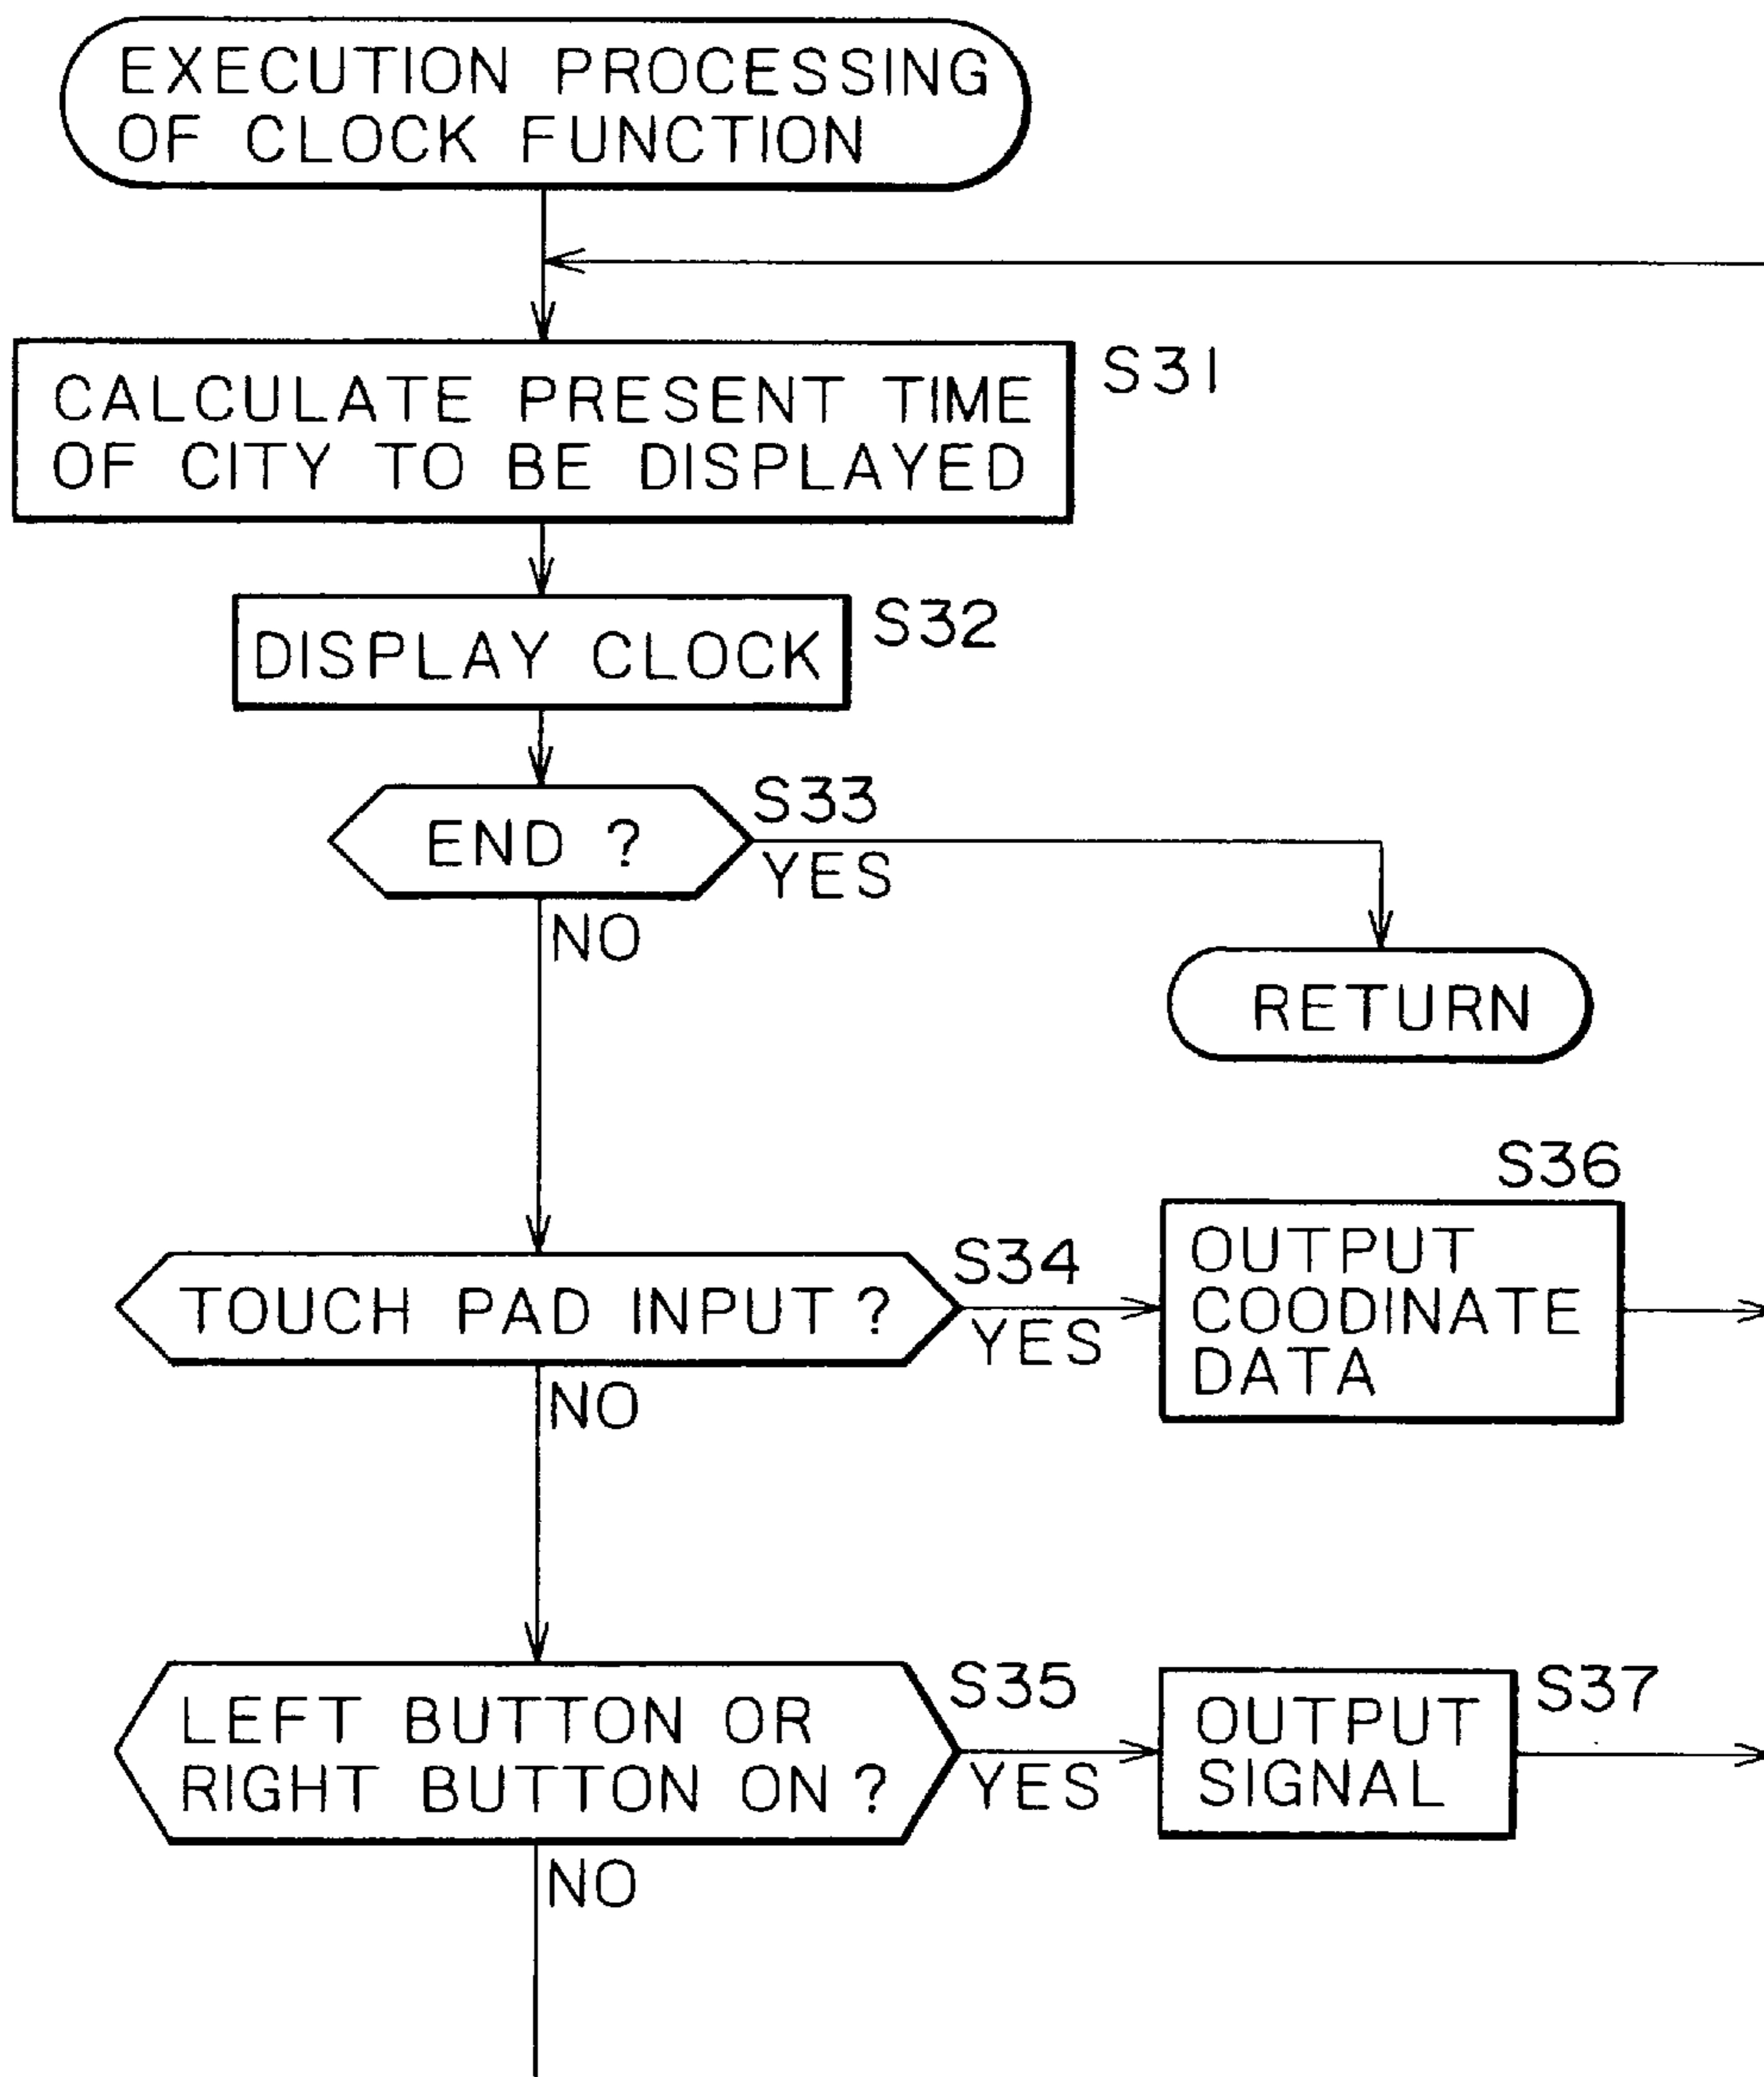 EXECUTION PROCESSING
OF CLOCK FUNCTION
CALCULATE PRESENT TIME
OF CITY TO BE DISPLAYED
S31
DISPLAY CLOCK
S32
END ?
S33
YES
NO
RETURN
TOUCH PAD INPUT ?
S34
YES
NO
S36
OUTPUT
COODINATE
DATA
LEFT BUTTON OR
RIGHT BUTTON ON ?
S35
YES
NO
OUTPUT
SIGNAL
S37